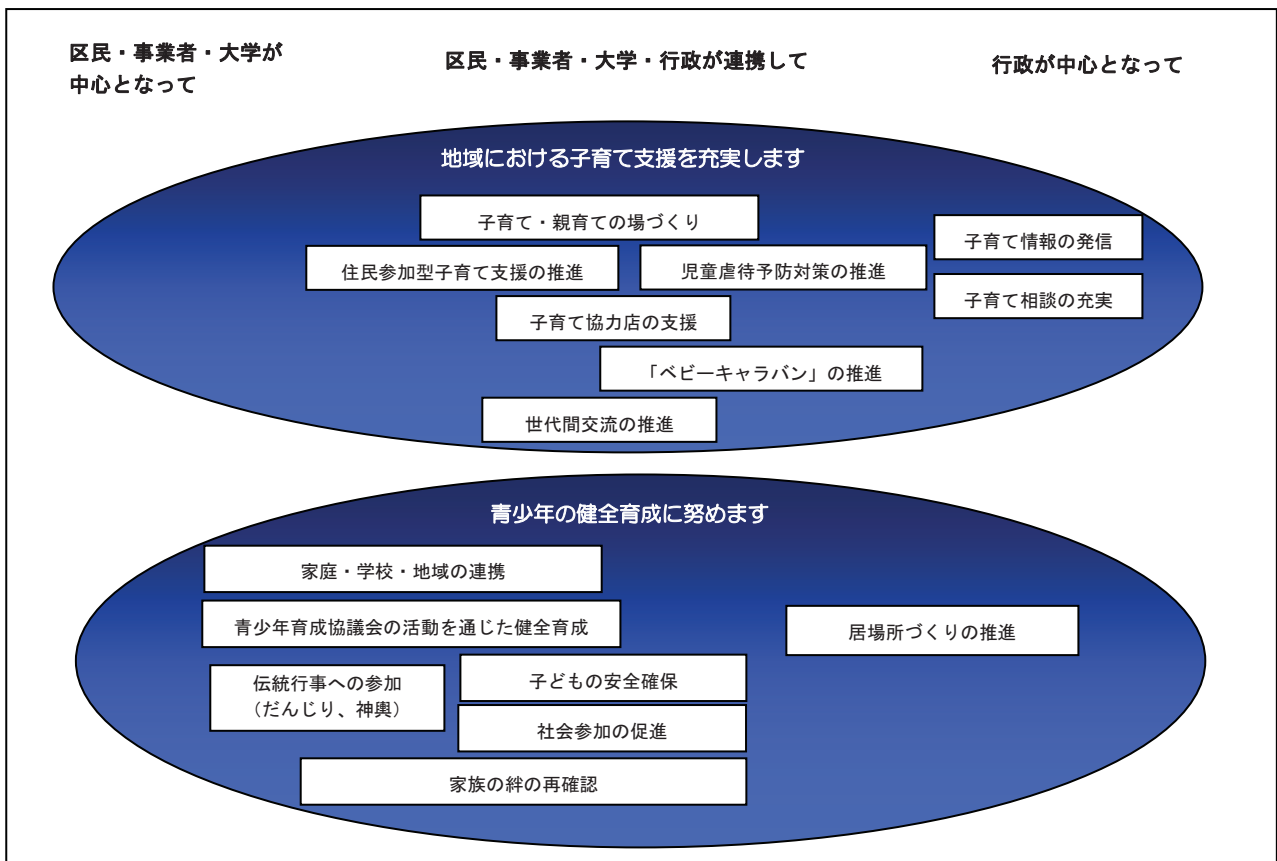 区民・事業者・大学が
中心となって
区民・事業者・大学・行政が連携して
行政が中心となって
地域における子育て支援を充実します
子育て・親育ての場づくり
子育て情報の発信
住民参加型子育て支援の推進
児童虐待予防対策の推進
子育て相談の充実
子育て協力店の支援
「ベビーキャラバン」の推進
世代間交流の推進
青少年の健全育成に努めます
家庭・学校・地域の連携
青少年育成協議会の活動を通じた健全育成
居場所づくりの推進
伝統行事への参加
（だんじり、神輿）
子どもの安全確保
社会参加の促進
家族の絆の再確認